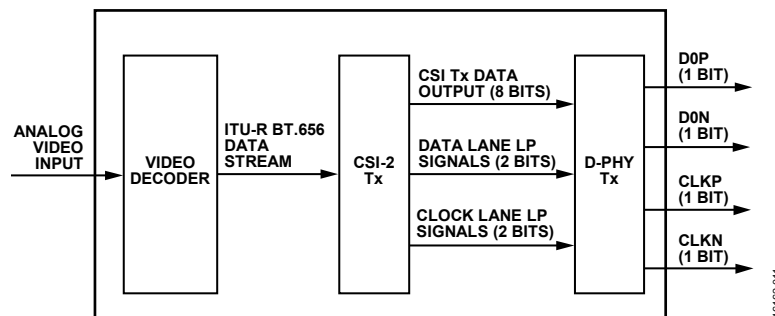 ANALOG
VIDEO
INPUT
VIDEO
DECODER
ITU-R BT.656
DATA
STREAM
CSI-2
Tx
CSI Tx DATA
OUTPUT (8 BITS)
DATA LANE LP
SIGNALS (2 BITS)
CLOCK LANE LP
SIGNALS (2 BITS)
D-PHY
Tx
D0P
(1 BIT)
D0N
(1 BIT)
CLKP
(1 BIT)
CLKN
(1 BIT)